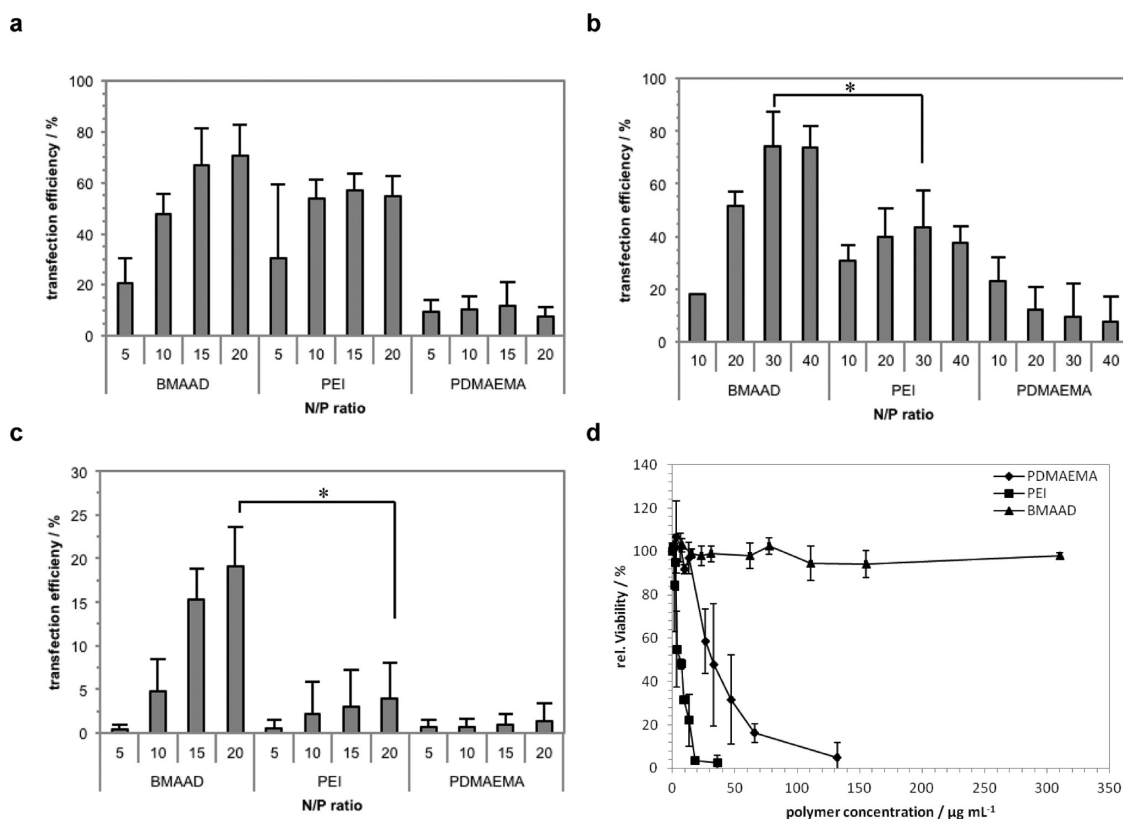 a
transfection efficiency / %
100
80
60
40
20
0
5 10 15 20 5 10 15 20 5 10 15 20
BMAAD PEI PDMAEMA
N/P ratio
b
transfection efficiency / %
100
80
60
40
20
0
*
10 20 30 40 10 20 30 40 10 20 30 40
BMAAD PEI PDMAEMA
N/P ratio
c
transfection efficieny / %
30
25
20
15
10
5
0
*
5 10 15 20 5 10 15 20 5 10 15 20
BMAAD PEI PDMAEMA
N/P ratio
d
rel. Viability / %
140
120
100
80
60
40
20
0
PDMAEMA
PEI
BMAAD
0 50 100 150 200 250 300 350
polymer concentration / µg mL⁻¹